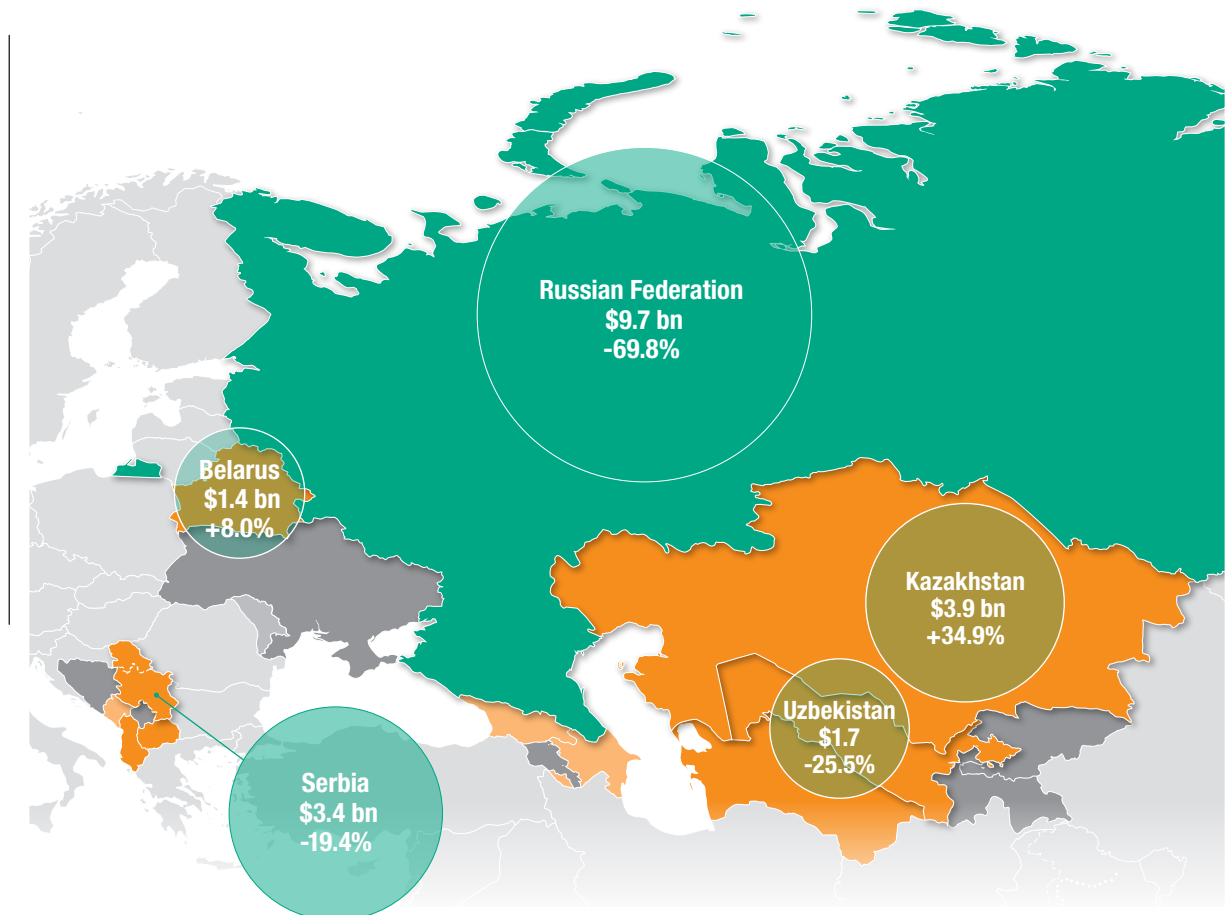 Russian Federation
$9.7 bn
-69.8%
Belarus
$1.4 bn
+8.0%
Kazakhstan
$3.9 bn
+34.9%
Uzbekistan
$1.7
-25.5%
Serbia
$3.4 bn
-19.4%